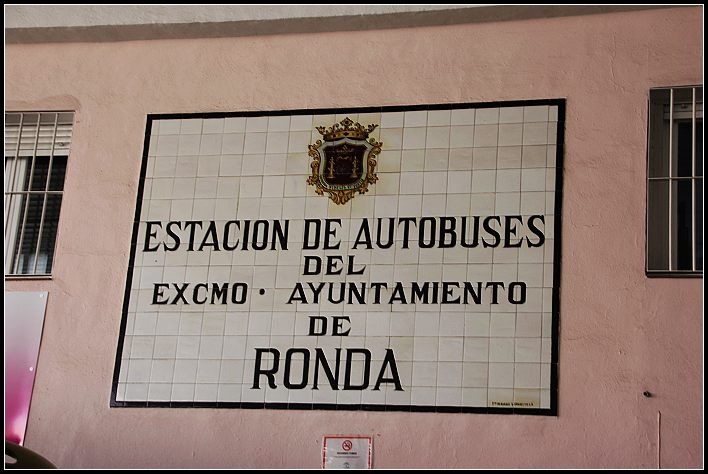 ESTACION DE AUTOBUSES
DEL
EXCMO · AYUNTAMIENTO
DE
RONDA